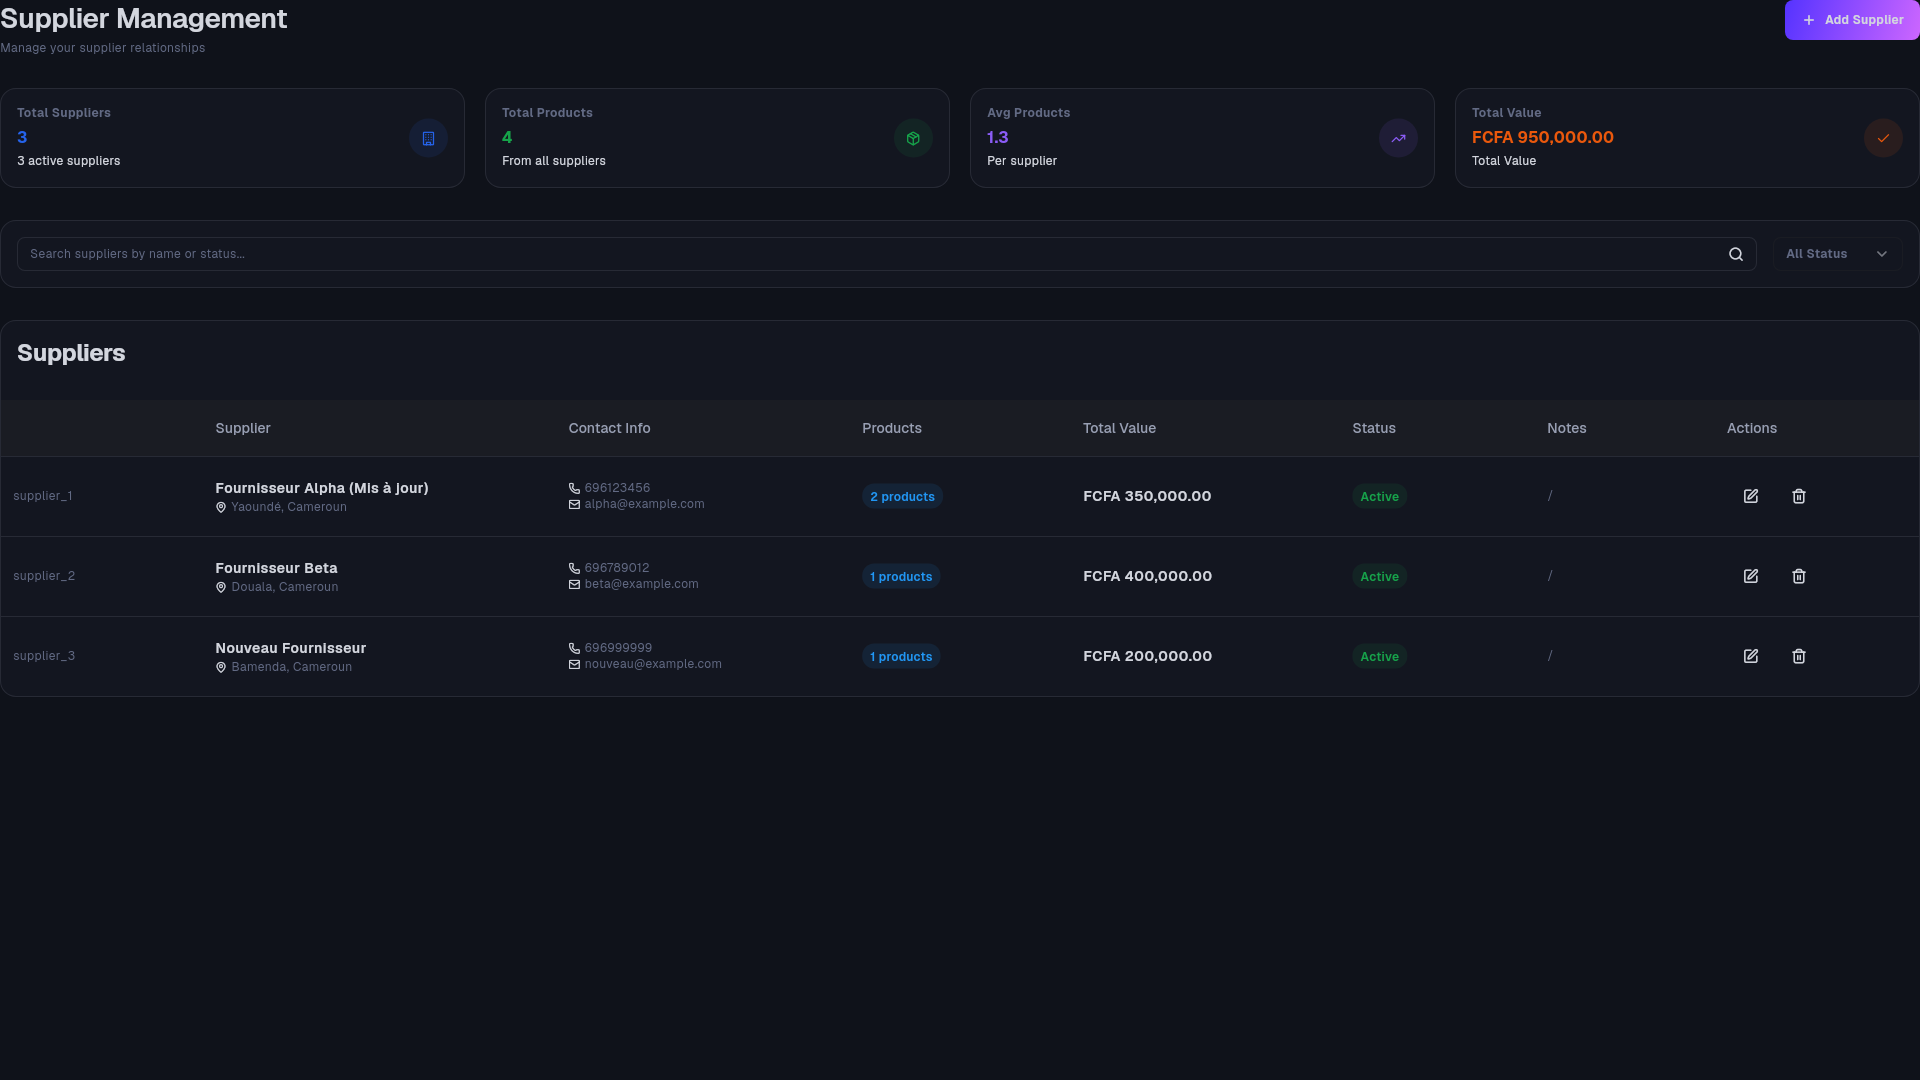 Supplier Management
Manage your supplier relationships
Add Supplier
Total Suppliers
3
3 active suppliers
Total Products
4
From all suppliers
Avg Products
1.3
Per supplier
Total Value
FCFA 950,000.00
Total Value
Search suppliers by name or status...
All Status
Suppliers
Supplier Contact Info Products Total Value Status Notes Actions
supplier_1
Fournisseur Alpha (Mis à jour)
Yaoundé, Cameroun
696123456
alpha@example.com
2 products
FCFA 350,000.00
Active
/
supplier_2
Fournisseur Beta
Douala, Cameroun
696789012
beta@example.com
1 products
FCFA 400,000.00
Active
/
supplier_3
Nouveau Fournisseur
Bamenda, Cameroun
696999999
nouveau@example.com
1 products
FCFA 200,000.00
Active
/